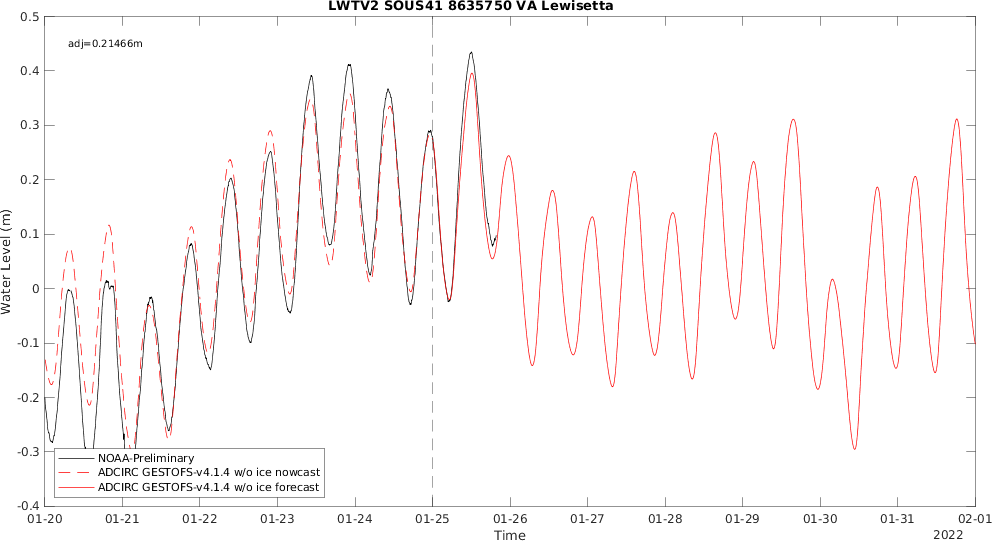 LWTV2 SOUS41 8635750 VA Lewisetta
adj=0.21466m
0.5
0.4
0.3
0.2
0.1
0
-0.1
-0.2
-0.3
-0.4
Water Level (m)
NOAA-Preliminary
ADCIRC GESTOFS-v4.1.4 w/o ice nowcast
ADCIRC GESTOFS-v4.1.4 w/o ice forecast
01-20 01-21 01-22 01-23 01-24 01-25 01-26 01-27 01-28 01-29 01-30 01-31 02-01
Time
2022